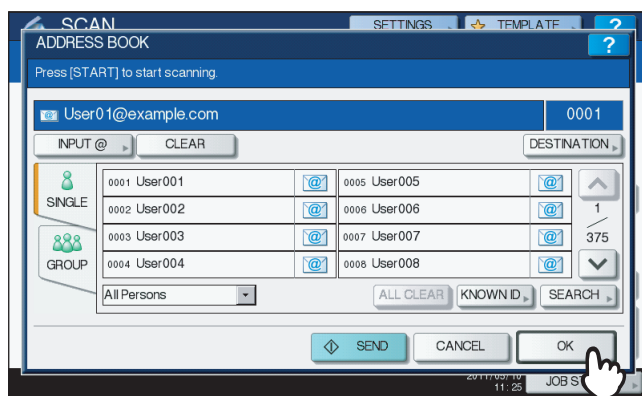 SCAN SETTINGS TEMPLATE ?
ADDRESS BOOK ?
Press [START] to start scanning.
User01@example.com 0001
INPUT @ CLEAR DESTINATION
SINGLE
GROUP
0001 User001 @ 0005 User005 @
0002 User002 @ 0006 User006 @
0003 User003 @ 0007 User007 @
0004 User004 @ 0008 User008 @
1
375
All Persons ALL CLEAR KNOWN ID SEARCH
SEND CANCEL OK
11:25 JOB